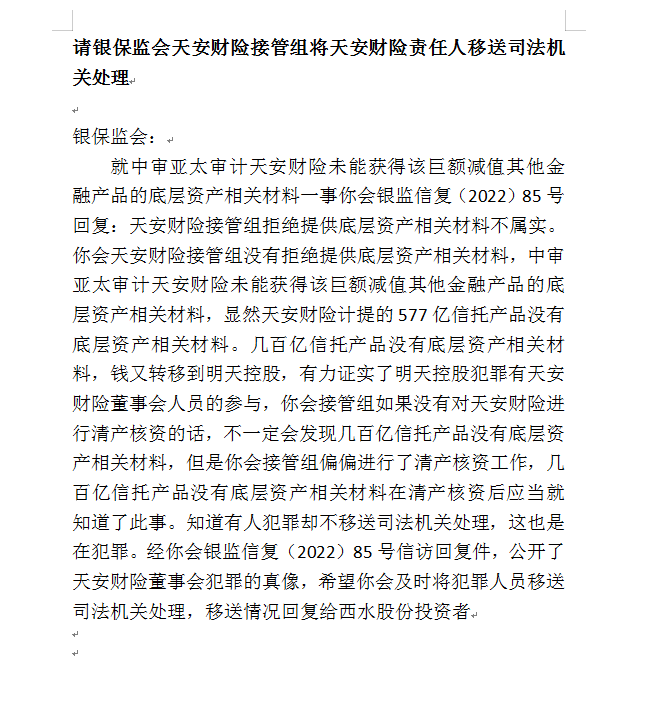 请银保监会天安财险接管组将天安财险责任人移送司法机
关处理
银保监会：
就中审亚太审计天安财险未能获得该巨额减值其他金
融产品的底层资产相关材料一事你会银监信复（2022）85 号
回复：天安财险接管组拒绝提供底层资产相关材料不属实。
你会天安财险接管组没有拒绝提供底层资产相关材料，中审
亚太审计天安财险未能获得该巨额减值其他金融产品的底
层资产相关材料，显然天安财险计提的 577 亿信托产品没有
底层资产相关材料。几百亿信托产品没有底层资产相关材
料，钱又转移到明天控股，有力证实了明天控股犯罪有天安
财险董事会人员的参与，你会接管组如果没有对天安财险进
行清产核资的话，不一定会发现几百亿信托产品没有底层资
产相关材料，但是你会接管组偏偏进行了清产核资工作，几
百亿信托产品没有底层资产相关材料在清产核资后应当就
知道了此事。知道有人犯罪却不移送司法机关处理，这也是
在犯罪。经你会银监信复（2022）85 号信访回复件，公开了
天安财险董事会犯罪的真像，希望你会及时将犯罪人员移送
司法机关处理，移送情况回复给西水股份投资者